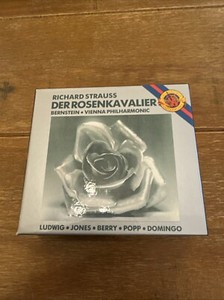 RICHARD STRAUSS
DER ROSENKAVALIER
BERNSTEIN • VIENNA PHILHARMONIC
LUDWIG • JONES • BERRY • POPP • DOMINGO